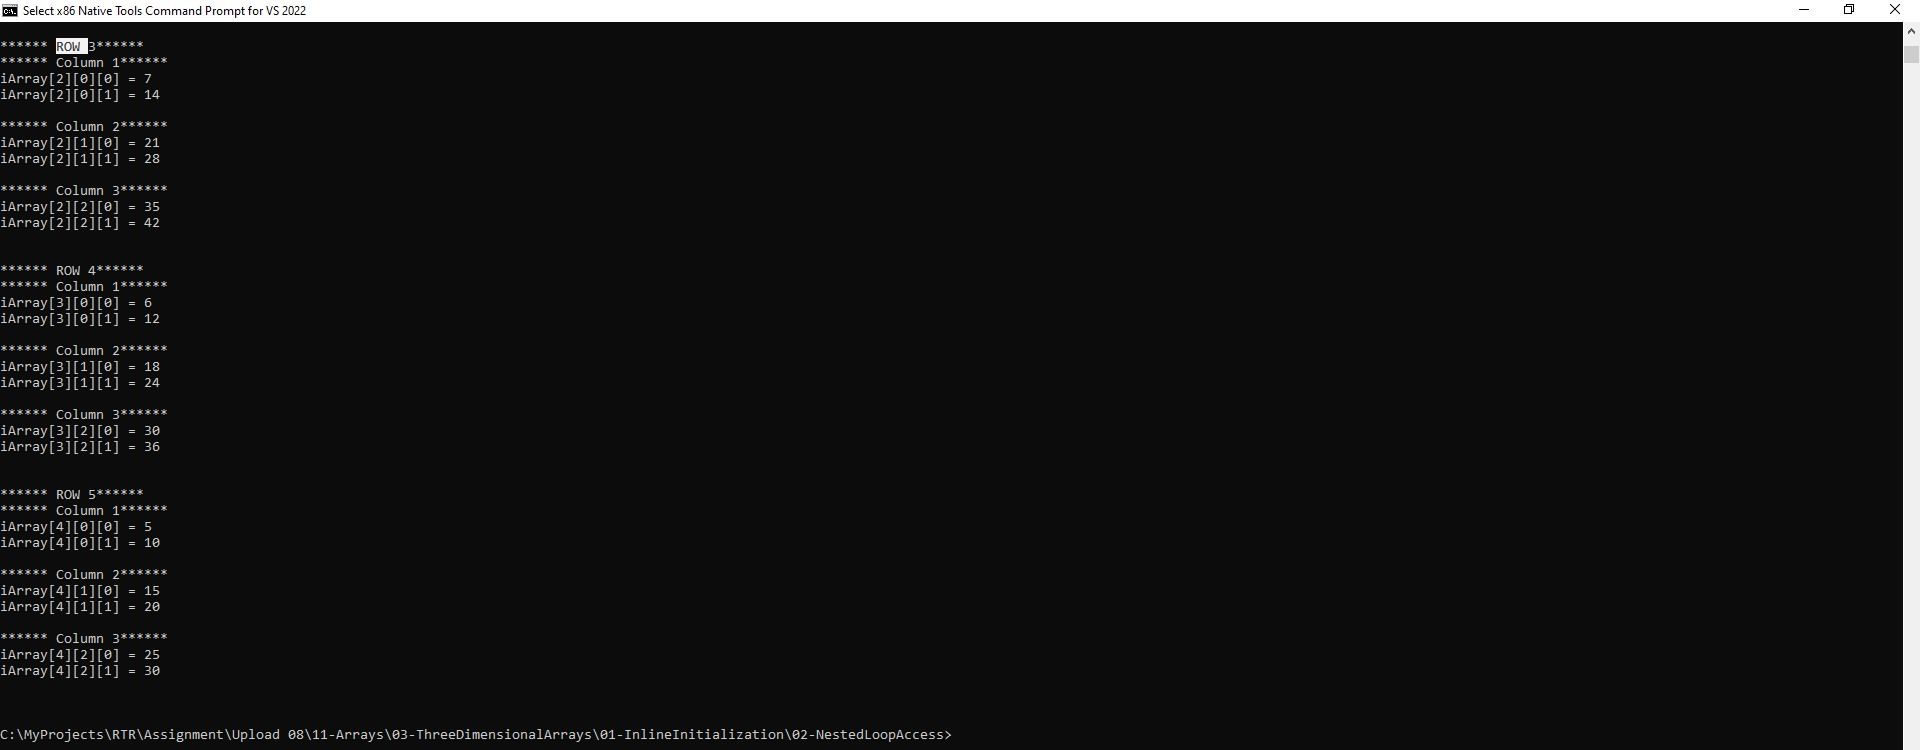 Select x86 Native Tools Command Prompt for VS 2022
****** ROW 3******
****** Column 1******
iArray[2][0][0] = 7
iArray[2][0][1] = 14
****** Column 2******
iArray[2][1][0] = 21
iArray[2][1][1] = 28
****** Column 3******
iArray[2][2][0] = 35
iArray[2][2][1] = 42
****** ROW 4******
****** Column 1******
iArray[3][0][0] = 6
iArray[3][0][1] = 12
****** Column 2******
iArray[3][1][0] = 18
iArray[3][1][1] = 24
****** Column 3******
iArray[3][2][0] = 30
iArray[3][2][1] = 36
****** ROW 5******
****** Column 1******
iArray[4][0][0] = 5
iArray[4][0][1] = 10
****** Column 2******
iArray[4][1][0] = 15
iArray[4][1][1] = 20
****** Column 3******
iArray[4][2][0] = 25
iArray[4][2][1] = 30
C:\MyProjects\RTR\Assignment\Upload 08\11-Arrays\03-ThreeDimensionalArrays\01-InlineInitialization\02-NestedLoopAccess>